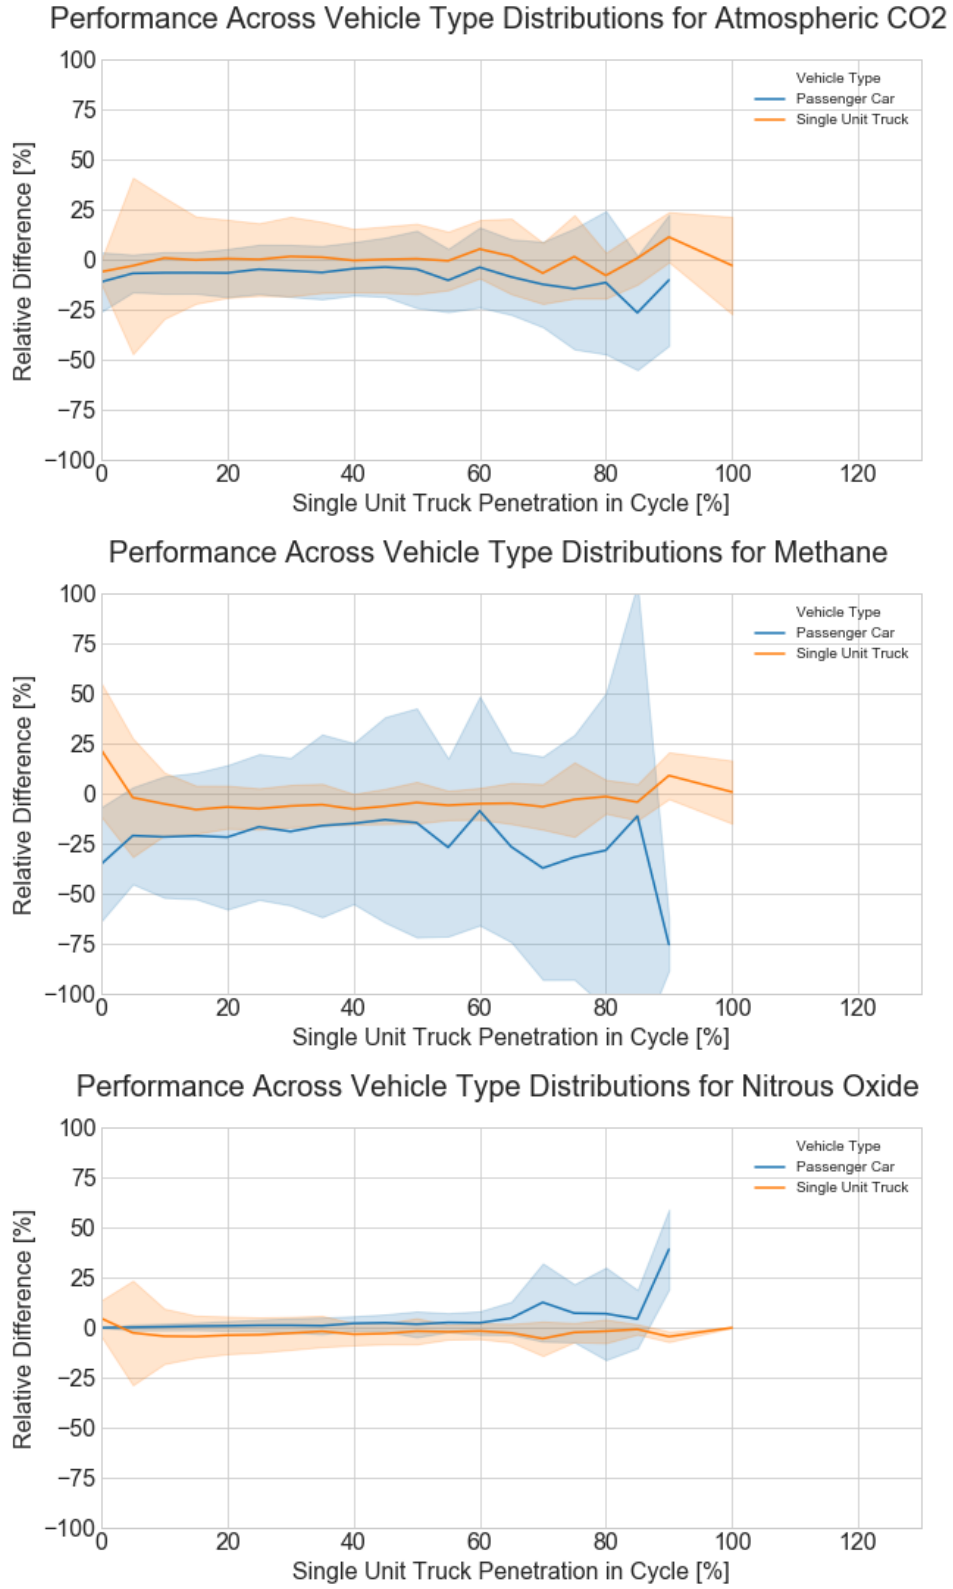 Performance Across Vehicle Type Distributions for Atmospheric CO2
100
75
50
25
0
−25
−50
−75
−100
Relative Difference [%]
Vehicle Type
Passenger Car
Single Unit Truck
0 20 40 60 80 100 120
Single Unit Truck Penetration in Cycle [%]
Performance Across Vehicle Type Distributions for Methane
100
75
50
25
0
−25
−50
−75
−100
Relative Difference [%]
Vehicle Type
Passenger Car
Single Unit Truck
0 20 40 60 80 100 120
Single Unit Truck Penetration in Cycle [%]
Performance Across Vehicle Type Distributions for Nitrous Oxide
100
75
50
25
0
−25
−50
−75
−100
Relative Difference [%]
Vehicle Type
Passenger Car
Single Unit Truck
0 20 40 60 80 100 120
Single Unit Truck Penetration in Cycle [%]